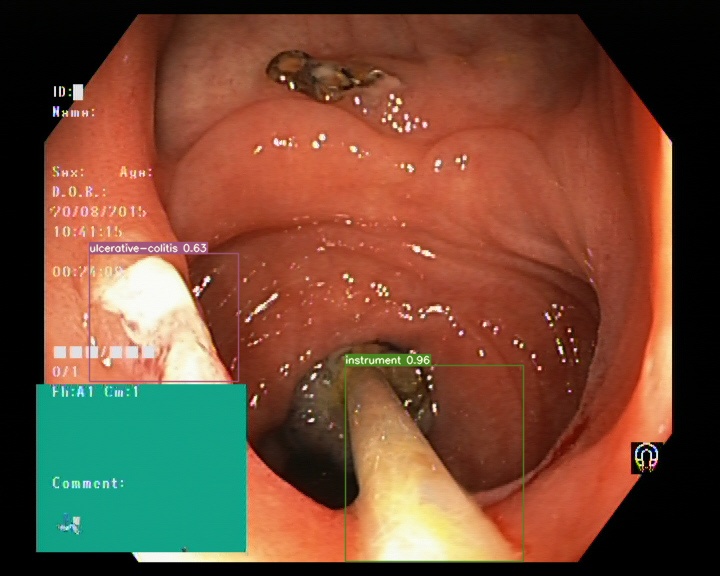 ID:
Name:
Sex: Age:
D.O.B.:
20/08/2015
10:41:15
ulcerative-colitis 0.63
00:24:09
instrument 0.96
0/1
Fh:A1 Cm:1
Comment: